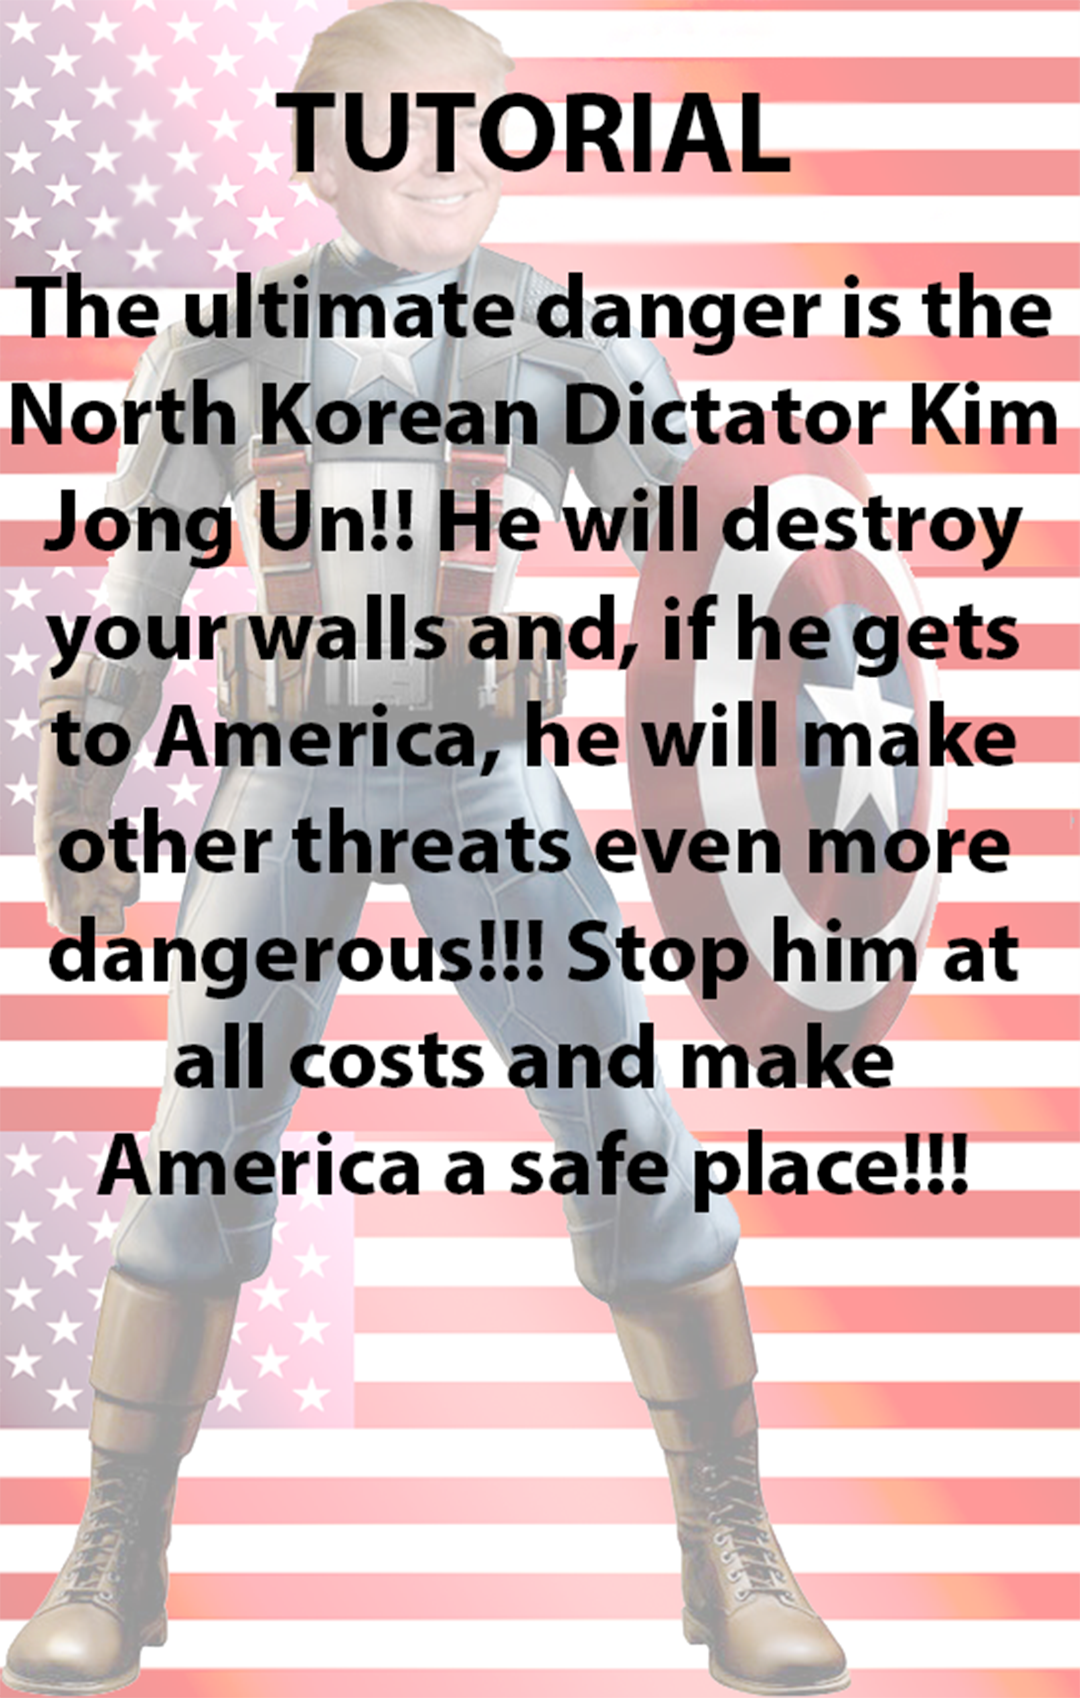 TUTORIAL
The ultimate danger is the
North Korean Dictator Kim
Jong Un!! He will destroy
your walls and, if he gets
to America, he will make
other threats even more
dangerous!!! Stop him at
all costs and make
America a safe place!!!